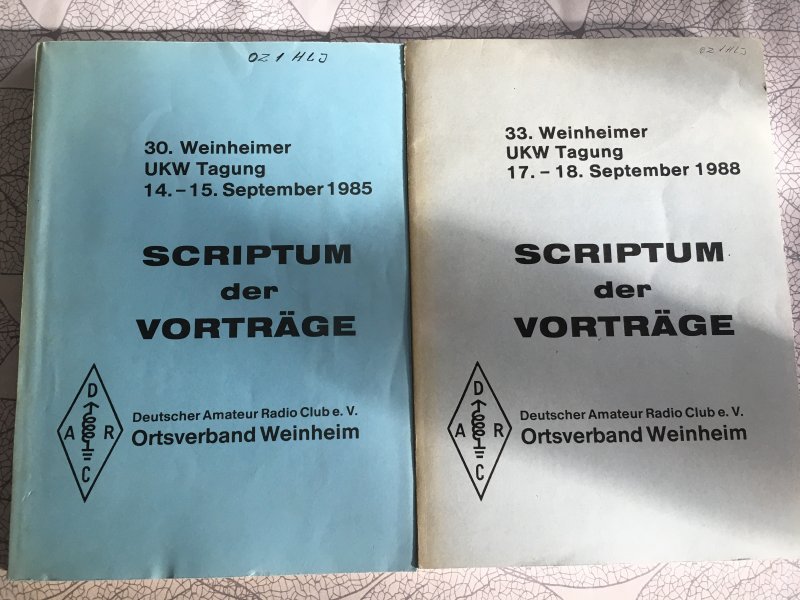 OZ1HLJ
30. Weinheimer
UKW Tagung
14. – 15. September 1985
SCRIPTUM
der
VORTRÄGE
D
A R
C
Deutscher Amateur Radio Club e. V.
Ortsverband Weinheim
OZ1HLJ
33. Weinheimer
UKW Tagung
17. – 18. September 1988
SCRIPTUM
der
VORTRÄGE
D
A R
C
Deutscher Amateur Radio Club e. V.
Ortsverband Weinheim